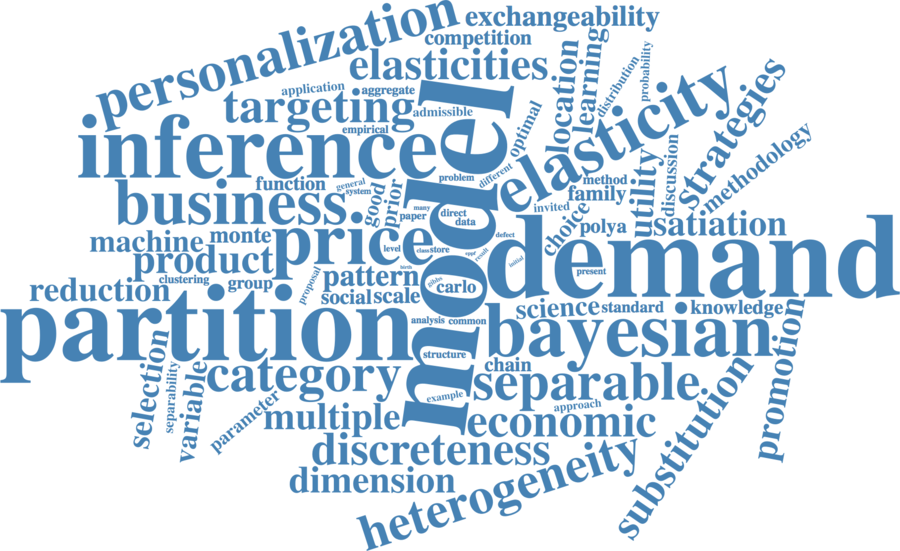 personalization
exchangeability
competition
elasticities
application
aggregate
targeting
admissible
empirical
inference
model
problem
different
optimal
location
learning
distribution
probability
elasticity
strategies
methodology
discussion
utility
method
family
invited
choice
polya
satiation
function
general
system
good
prior
business
many
paper
direct
data
defect
machine
monte
price
level
class
store
type
result
initial
demand
present
product
clustering
group
proposal
pattern
birth
gibbs
carlo
reduction
social
scale
partition
analysis
common
science
standard
knowledge
bayesian
structure
chain
selection
separability
variable
category
parameter
example
separable
approach
multiple
economic
substitution
promotion
discreteness
dimension
heterogeneity